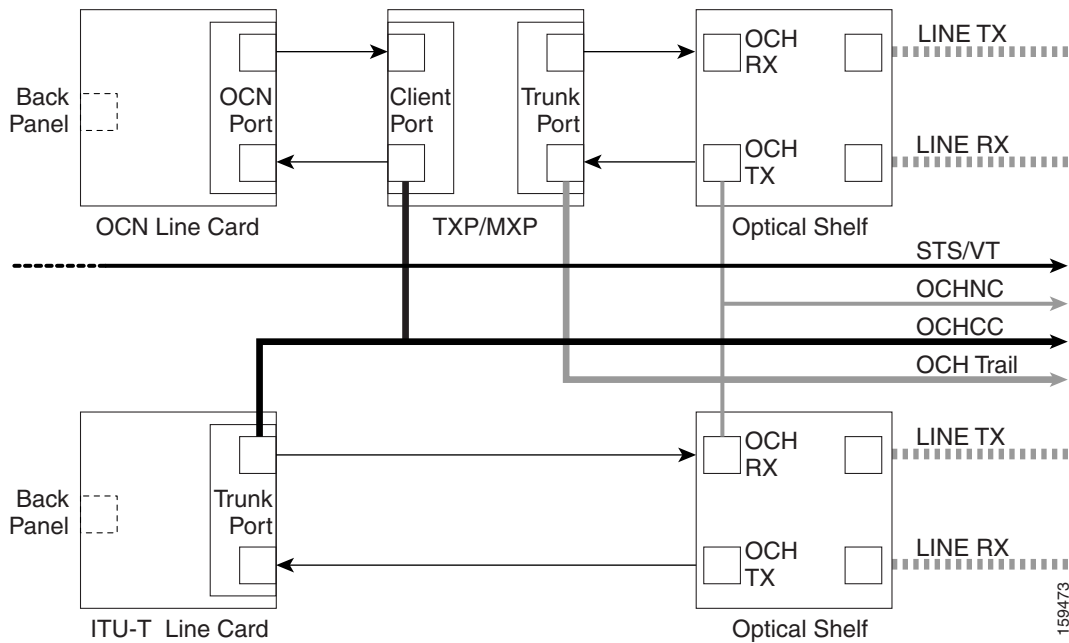 OCH
RX
LINE TX
Back
Panel
OCN
Port
Client
Port
Trunk
Port
OCH
TX
LINE RX
OCN Line Card
TXP/MXP
Optical Shelf
STS/VT
OCHNC
OCHCC
OCH Trail
OCH
RX
LINE TX
Back
Panel
Trunk
Port
OCH
TX
LINE RX
ITU-T Line Card
Optical Shelf
159473